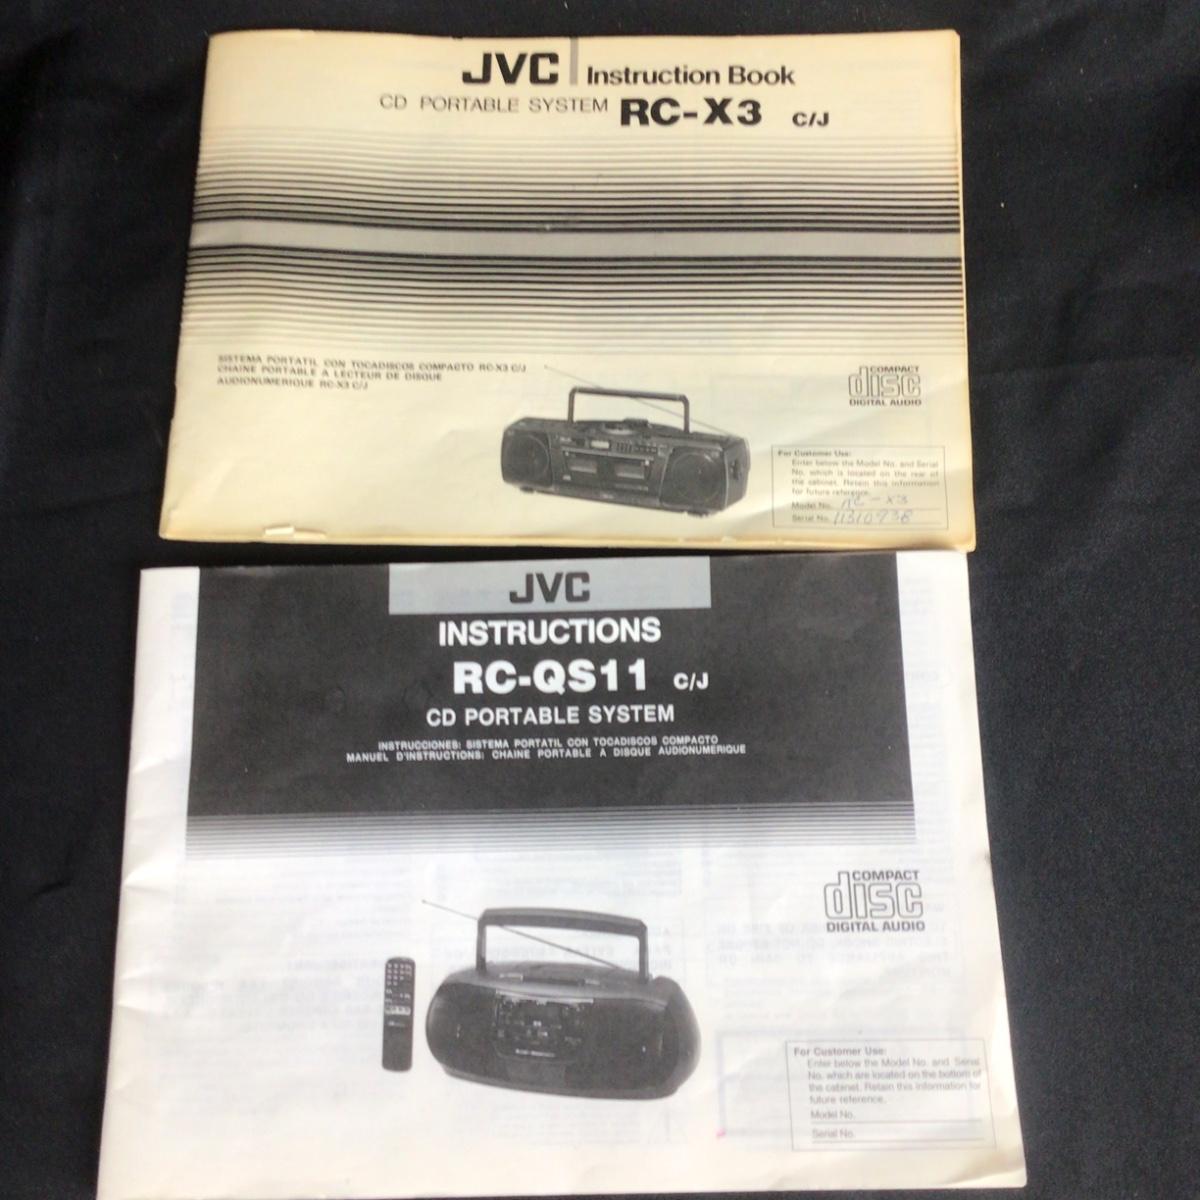 JVC Instruction Book
CD PORTABLE SYSTEM RC-X3 C/J
SISTEMA PORTATIL CON TOCADISCOS COMPACTO RC-X3 C/J
CHAINE PORTABLE A LECTEUR DE DISQUE
AUDIONUMERIQUE RC-X3 C/J
COMPACT
disc
DIGITAL AUDIO
For Customer Use:
Enter below the Model No. and Serial
No. which is located on the rear of
the cabinet. Retain this information
for future reference.
Model No. RC-X3
Serial No. 11310938
JVC
INSTRUCTIONS
RC-QS11 C/J
CD PORTABLE SYSTEM
INSTRUCCIONES: SISTEMA PORTATIL CON TOCADISCOS COMPACTO
MANUEL D'INSTRUCTIONS: CHAINE PORTABLE A DISQUE AUDIONUMERIQUE
COMPACT
disc
DIGITAL AUDIO
For Customer Use:
Enter below the Model No. and Serial
No. which are located on the bottom of
the cabinet. Retain this information for
future reference.
Model No.
Serial No.